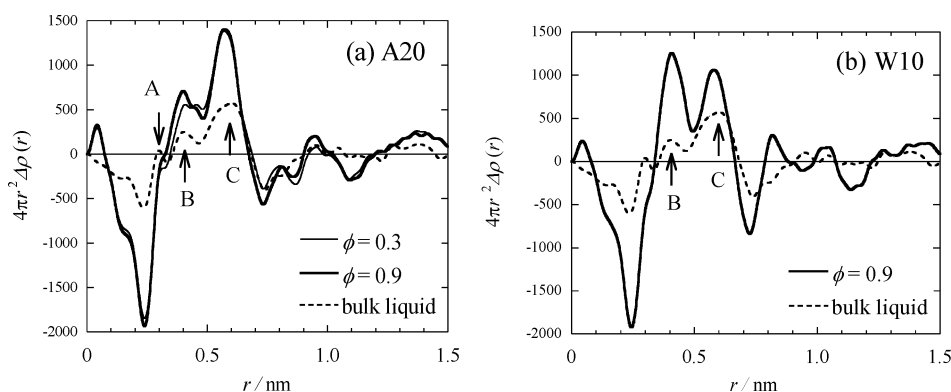 (a) A20
4πr²Δρ(r)
1500
1000
500
0
-500
-1000
-1500
-2000
A
B
C
ϕ = 0.3
ϕ = 0.9
bulk liquid
0
0.5
1.0
1.5
r / nm
(b) W10
4πr²Δρ(r)
1500
1000
500
0
-500
-1000
-1500
-2000
B
C
ϕ = 0.9
bulk liquid
0
0.5
1.0
1.5
r / nm